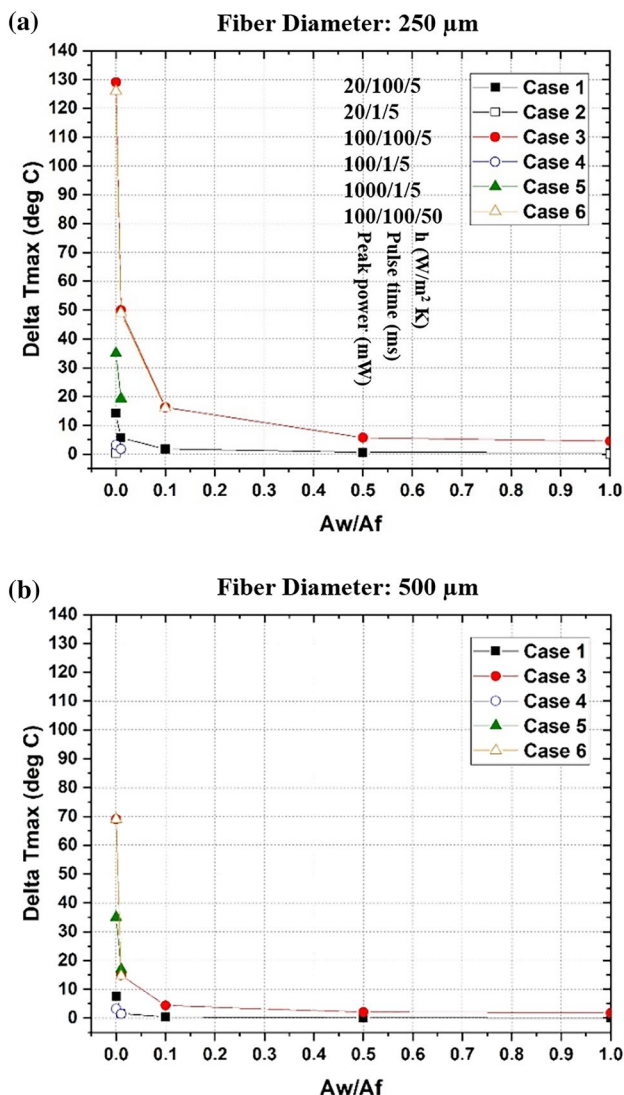 (a) Fiber Diameter: 250 µm
140
130
120
110
100
90
80
70
60
50
40
30
20
10
0
Delta Tmax (deg C)
20/100/5
20/1/5
100/100/5
100/1/5
1000/1/5
100/100/50
Peak power (mW)
Pulse time (ms)
h (W/m² K)
Case 1
Case 2
Case 3
Case 4
Case 5
Case 6
0.0 0.1 0.2 0.3 0.4 0.5 0.6 0.7 0.8 0.9 1.0
Aw/Af
(b) Fiber Diameter: 500 µm
140
130
120
110
100
90
80
70
60
50
40
30
20
10
0
Delta Tmax (deg C)
Case 1
Case 3
Case 4
Case 5
Case 6
0.0 0.1 0.2 0.3 0.4 0.5 0.6 0.7 0.8 0.9 1.0
Aw/Af